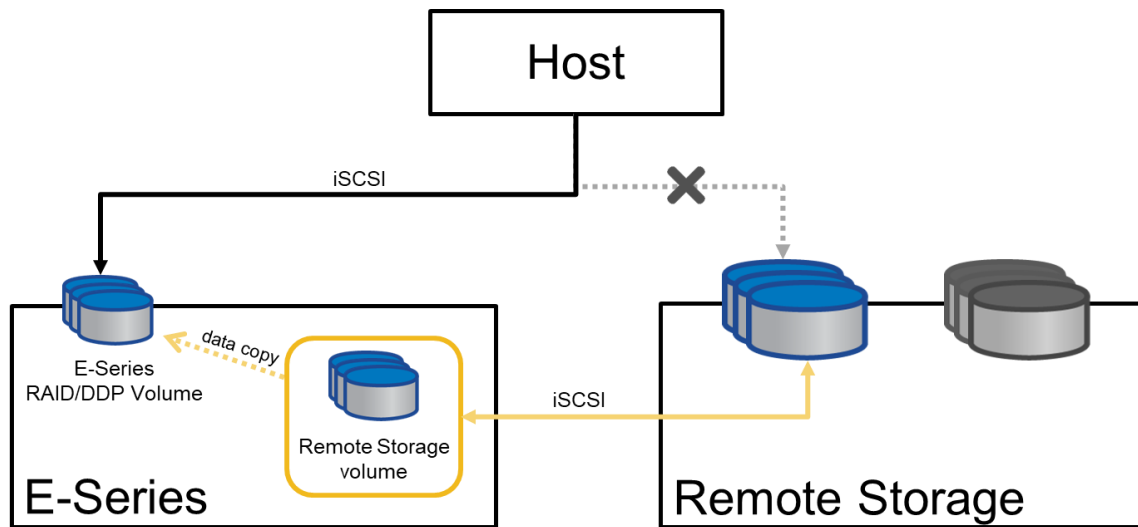 Host
iSCSI
E-Series
RAID/DDP Volume
data copy
Remote Storage
volume
iSCSI
E-Series
Remote Storage